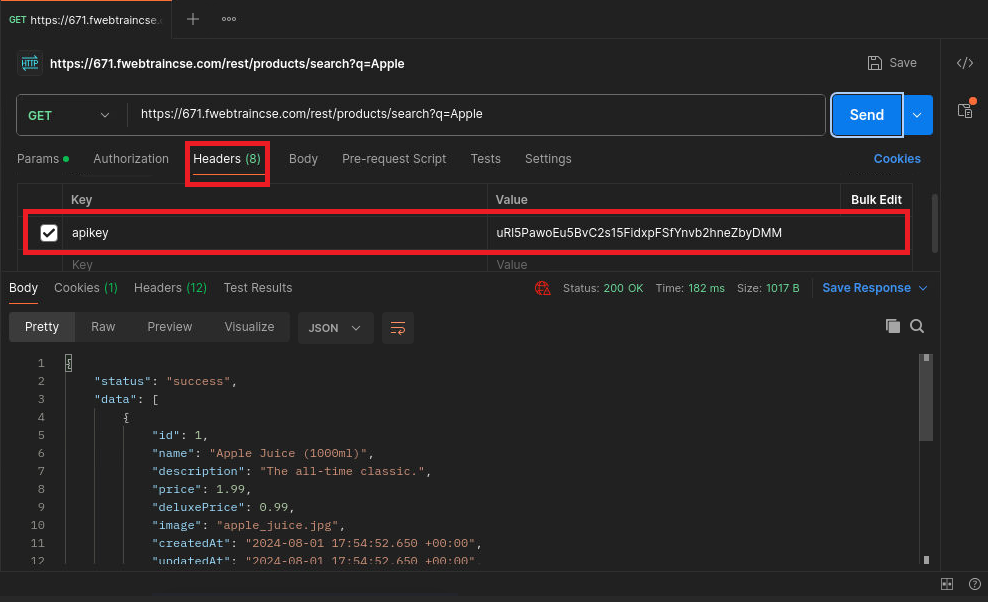 GET https://671.fwebtraincse.
HTTP https://671.fwebtraincse.com/rest/products/search?q=Apple Save
GET https://671.fwebtraincse.com/rest/products/search?q=Apple Send
Params Authorization Headers (8) Body Pre-request Script Tests Settings Cookies
Key Value Bulk Edit
apikey uRl5PawoEu5BvC2s15FidxpFSfYnvb2hneZbyDMM
Key Value
Body Cookies (1) Headers (12) Test Results Status: 200 OK Time: 182 ms Size: 1017 B Save Response
Pretty Raw Preview Visualize JSON
1 {
2 "status": "success",
3 "data": [
4 {
5 "id": 1,
6 "name": "Apple Juice (1000ml)",
7 "description": "The all-time classic.",
8 "price": 1.99,
9 "deluxePrice": 0.99,
10 "image": "apple_juice.jpg",
11 "createdAt": "2024-08-01 17:54:52.650 +00:00",
12 "updatedAt": "2024-08-01 17:54:52.650 +00:00",